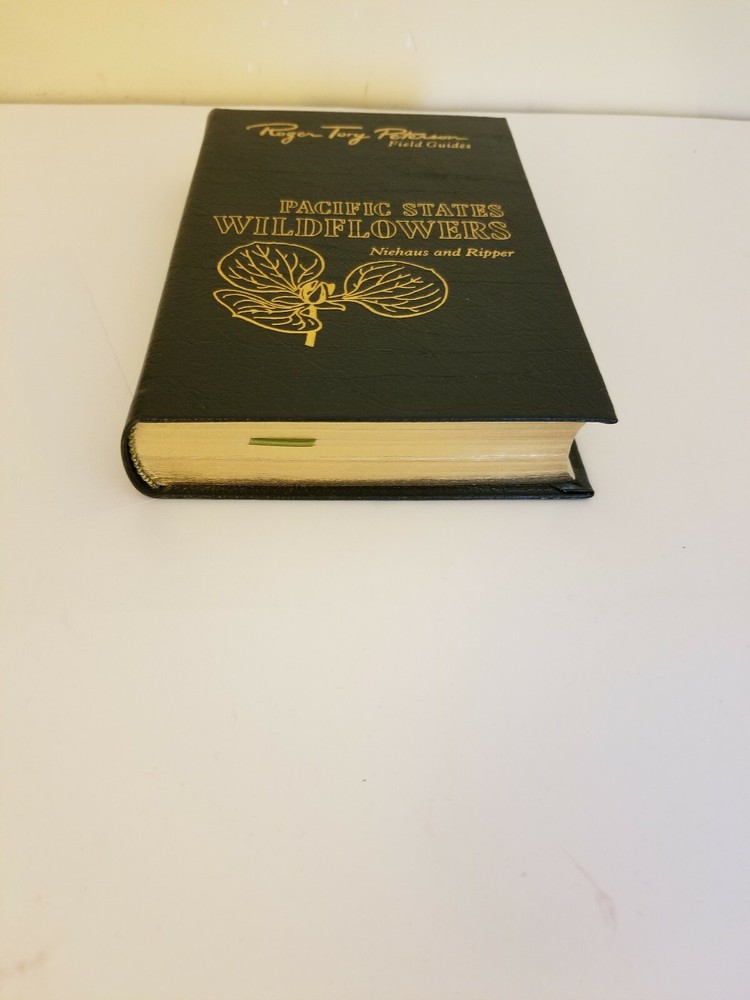 Roger Tory Peterson
Field Guides
PACIFIC STATES
WILDFLOWERS
Niehaus and Ripper